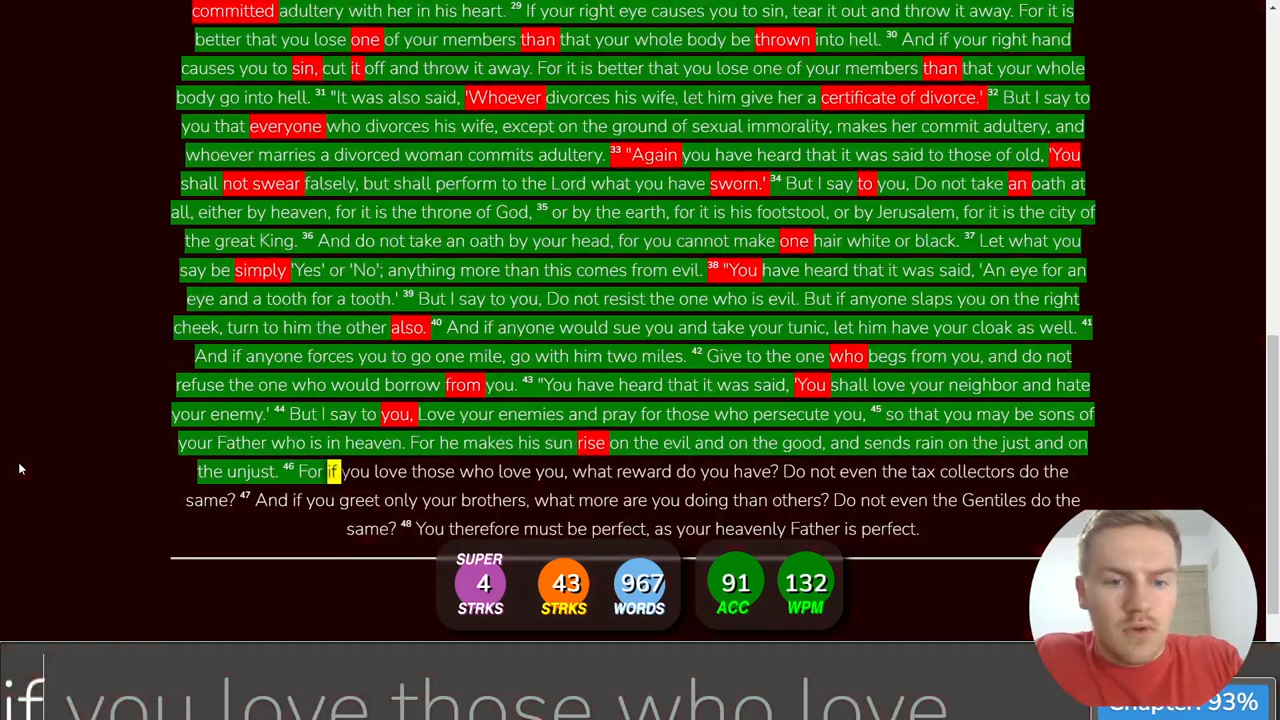 committed adultery with her in his heart. 29 If your right eye causes you to sin, tear it out and throw it away. For it is
better that you lose one of your members than that your whole body be thrown into hell. 30 And if your right hand
causes you to sin, cut it off and throw it away. For it is better that you lose one of your members than that your whole
body go into hell. 31 "It was also said, 'Whoever divorces his wife, let him give her a certificate of divorce.' 32 But I say to
you that everyone who divorces his wife, except on the ground of sexual immorality, makes her commit adultery, and
whoever marries a divorced woman commits adultery. 33 "Again you have heard that it was said to those of old, 'You
shall not swear falsely, but shall perform to the Lord what you have sworn.' 34 But I say to you, Do not take an oath at
all, either by heaven, for it is the throne of God, 35 or by the earth, for it is his footstool, or by Jerusalem, for it is the city of
the great King. 36 And do not take an oath by your head, for you cannot make one hair white or black. 37 Let what you
say be simply 'Yes' or 'No'; anything more than this comes from evil. 38 "You have heard that it was said, 'An eye for an
eye and a tooth for a tooth.' 39 But I say to you, Do not resist the one who is evil. But if anyone slaps you on the right
cheek, turn to him the other also. 40 And if anyone would sue you and take your tunic, let him have your cloak as well. 41
And if anyone forces you to go one mile, go with him two miles. 42 Give to the one who begs from you, and do not
refuse the one who would borrow from you. 43 "You have heard that it was said, 'You shall love your neighbor and hate
your enemy.' 44 But I say to you, Love your enemies and pray for those who persecute you, 45 so that you may be sons of
your Father who is in heaven. For he makes his sun rise on the evil and on the good, and sends rain on the just and on
the unjust. 46 For if you love those who love you, what reward do you have? Do not even the tax collectors do the
same? 47 And if you greet only your brothers, what more are you doing than others? Do not even the Gentiles do the
same? 48 You therefore must be perfect, as your heavenly Father is perfect.
SUPER
4 43 967 91 132
STRKS STRKS WORDS ACC WPM
if you love those who love
Chapter: 93%